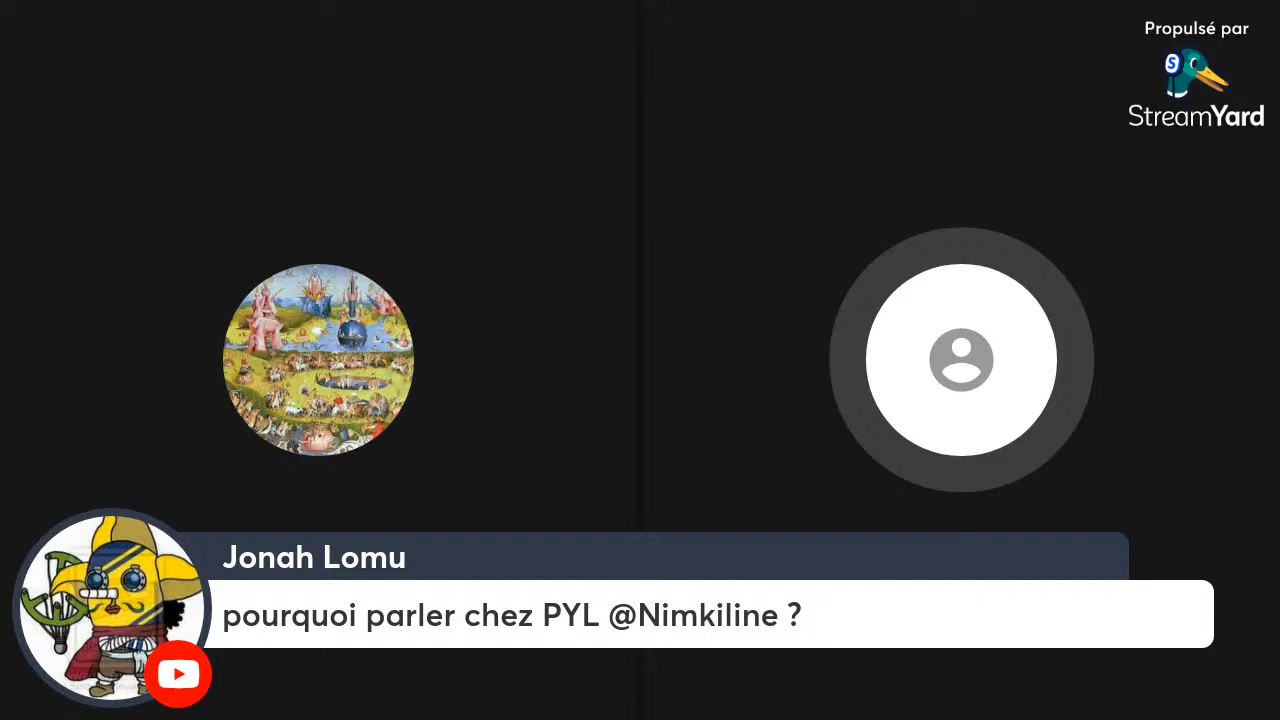 Propulsé par
S
StreamYard
Jonah Lomu
pourquoi parler chez PYL @Nimkiline ?